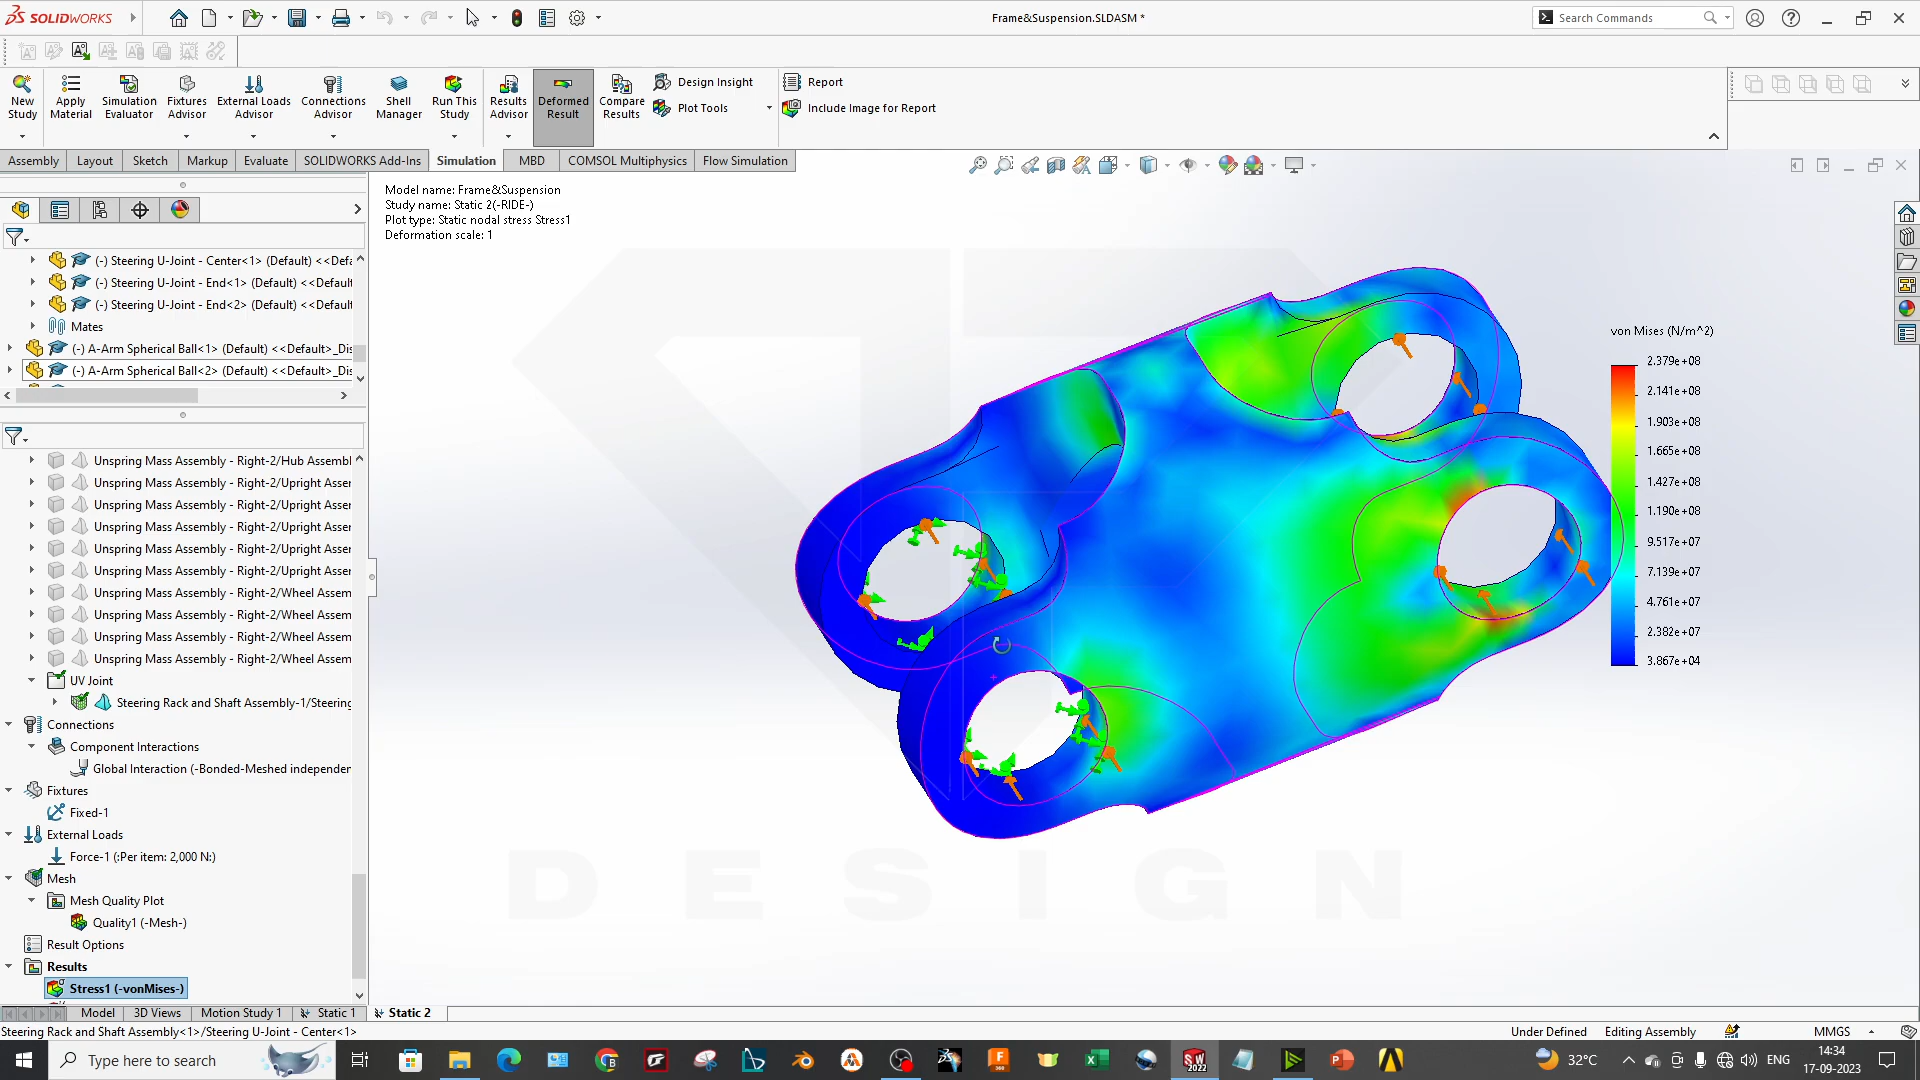 SOLIDWORKS
Frame&Suspension.SLDASM *
Search Commands
New Study
Apply Material
Simulation Evaluator
Fixtures Advisor
External Loads Advisor
Connections Advisor
Shell Manager
Run This Study
Results Advisor
Deformed Result
Compare Results
Design Insight
Plot Tools
Report
Include Image for Report
Assembly
Layout
Sketch
Markup
Evaluate
SOLIDWORKS Add-Ins
Simulation
MBD
COMSOL Multiphysics
Flow Simulation
Model name: Frame&Suspension
Study name: Static 2(-RIDE-)
Plot type: Static nodal stress Stress1
Deformation scale: 1
(-) Steering U-Joint - Center<1> (Default) <<Defa
(-) Steering U-Joint - End<1> (Default) <<Default
(-) Steering U-Joint - End<2> (Default) <<Default
Mates
(-) A-Arm Spherical Ball<1> (Default) <<Default>_Dis
(-) A-Arm Spherical Ball<2> (Default) <<Default>_Dis
Unspring Mass Assembly - Right-2/Hub Assembl
Unspring Mass Assembly - Right-2/Upright Asser
Unspring Mass Assembly - Right-2/Upright Asser
Unspring Mass Assembly - Right-2/Upright Asser
Unspring Mass Assembly - Right-2/Upright Asser
Unspring Mass Assembly - Right-2/Upright Asser
Unspring Mass Assembly - Right-2/Wheel Assem
Unspring Mass Assembly - Right-2/Wheel Assem
Unspring Mass Assembly - Right-2/Wheel Assem
Unspring Mass Assembly - Right-2/Wheel Assem
UV Joint
Steering Rack and Shaft Assembly-1/Steering
Connections
Component Interactions
Global Interaction (-Bonded-Meshed independen
Fixtures
Fixed-1
External Loads
Force-1 (:Per item: 2,000 N:)
Mesh
Mesh Quality Plot
Quality1 (-Mesh-)
Result Options
Results
Stress1 (-vonMises-)
von Mises (N/m^2)
2.379e+08
2.141e+08
1.903e+08
1.665e+08
1.427e+08
1.190e+08
9.517e+07
7.139e+07
4.761e+07
2.382e+07
3.867e+04
DESIGN
Model
3D Views
Motion Study 1
Static 1
Static 2
Steering Rack and Shaft Assembly<1>/Steering U-Joint - Center<1>
Under Defined
Editing Assembly
MMGS
Type here to search
32°C
ENG
14:34
17-09-2023